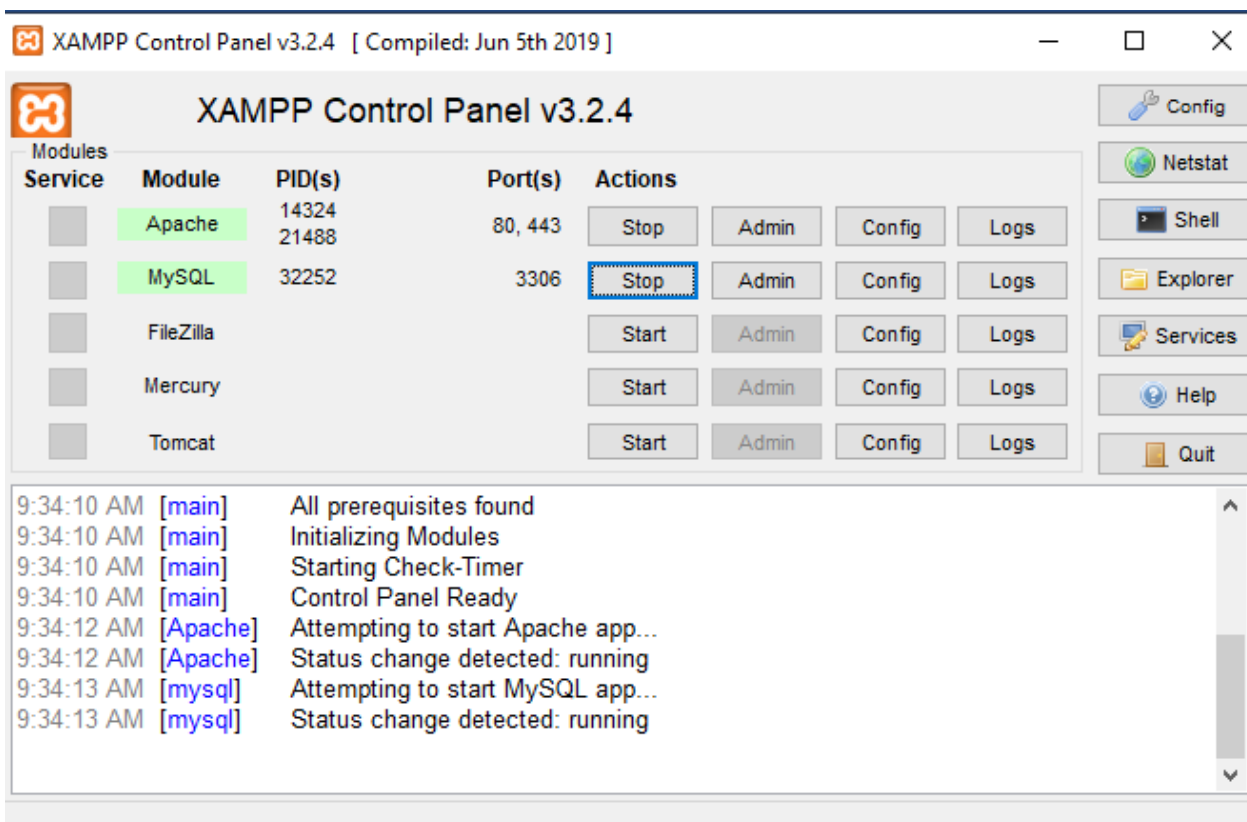 XAMPP Control Panel v3.2.4 [ Compiled: Jun 5th 2019 ]
XAMPP Control Panel v3.2.4
Config
Modules
Netstat
Service Module PID(s) Port(s) Actions
Apache 14324 21488 80, 443 Stop Admin Config Logs
Shell
MySQL 32252 3306 Stop Admin Config Logs
Explorer
FileZilla Start Admin Config Logs
Services
Mercury Start Admin Config Logs
Help
Tomcat Start Admin Config Logs
Quit
9:34:10 AM [main] All prerequisites found
9:34:10 AM [main] Initializing Modules
9:34:10 AM [main] Starting Check-Timer
9:34:10 AM [main] Control Panel Ready
9:34:12 AM [Apache] Attempting to start Apache app...
9:34:12 AM [Apache] Status change detected: running
9:34:13 AM [mysql] Attempting to start MySQL app...
9:34:13 AM [mysql] Status change detected: running